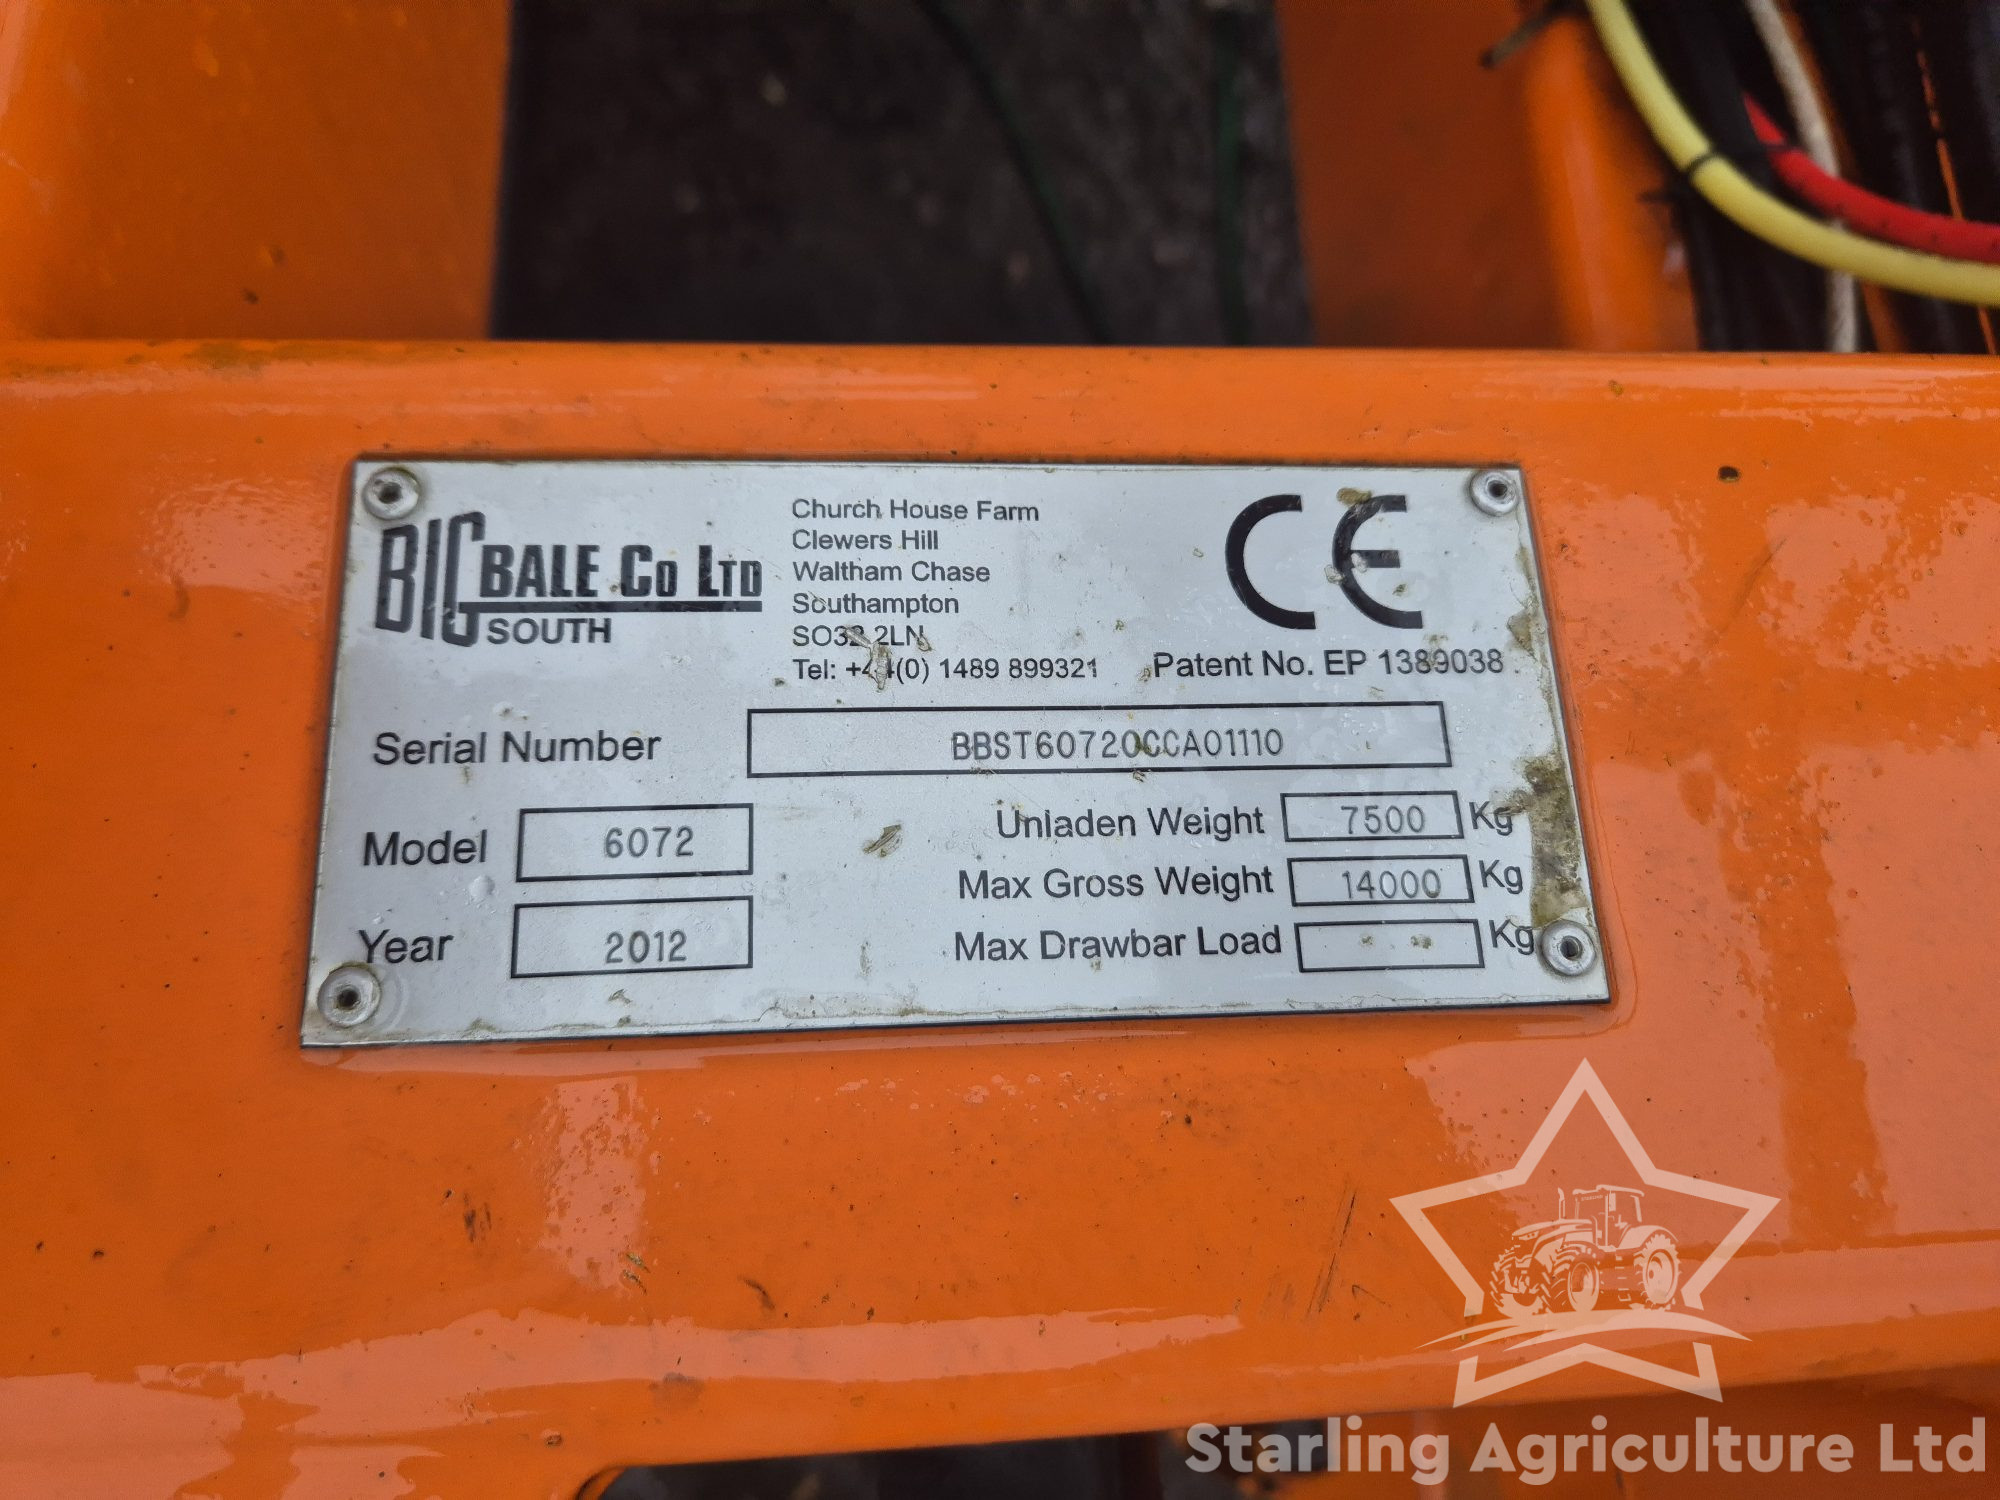 BIG BALE Co LTD
SOUTH
Church House Farm
Clewers Hill
Waltham Chase
Southampton
SO32 2LN
Tel: +44(0) 1489 899321
CE
Patent No. EP 1389038
Serial Number BBST60720CCA01110
Model 6072
Year 2012
Unladen Weight 7500 Kg
Max Gross Weight 14000 Kg
Max Drawbar Load Kg
Starling Agriculture Ltd